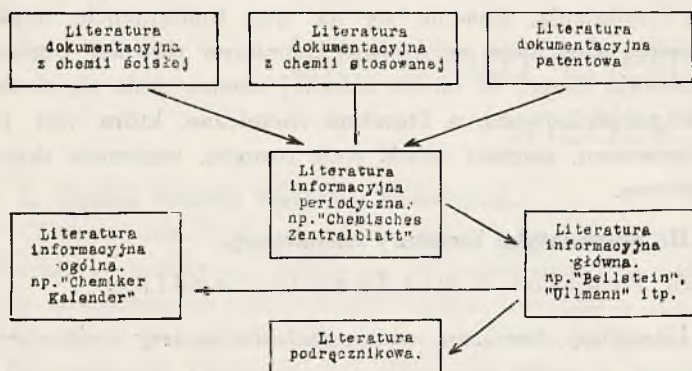 Literatura
dokumentacyjna
z chemii ścisłej
Literatura
dokumentacyjna
z chemii stosowanej
Literatura
dokumentacyjna
patentowa
Literatura
informacyjna
periodyczna.
np."Chemisches
Zentralblatt"
Literatura
informacyjna
ogólna.
np."Chemiker
Kalender"
Literatura
informacyjna
główna.
np."Beilstein",
"Ullmann" itp.
Literatura
podręcznikowa.